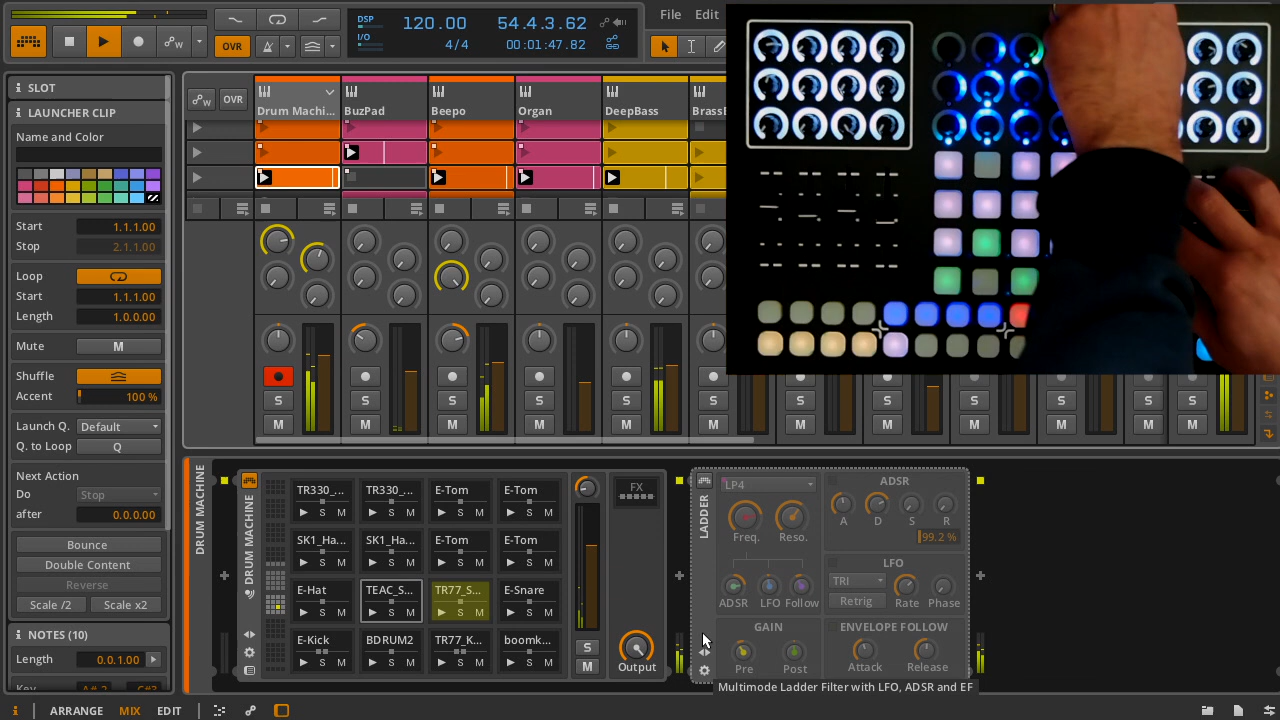 DSP
I/O
120.00
4/4
54.4.3.62
00:01:47.82
File
Edit
OVR
SLOT
LAUNCHER CLIP
Name and Color
Start
1.1.1.00
Stop
2.1.1.00
Loop
Start
1.1.1.00
Length
1.0.0.00
Mute
M
Shuffle
Accent
100 %
Launch Q.
Default
Q. to Loop
Q
Next Action
Do
Stop
after
0.0.0.00
Bounce
Double Content
Reverse
Scale /2
Scale x2
NOTES (10)
Length
0.0.1.00
OVR
Drum Machi...
BuzPad
Beepo
Organ
DeepBass
S S S S S S S S S S S
M M M M M M M M M M M
DRUM MACHINE
DRUM MACHINE
TR330_...
TR330_...
E-Tom
E-Tom
S M S M S M S M
SK1_Ha...
SK1_Ha...
E-Tom
E-Tom
S M S M S M S M
E-Hat
TEAC_S...
TR77_S...
E-Snare
S M S M S M S M
E-Kick
BDRUM2
TR77_K...
boomk...
S M S M S M S M
S
M
FX
Output
LADDER
LP4
Freq.
Reso.
ADSR
LFO
Follow
GAIN
Pre
Post
ADSR
A
D
S
R
99.2 %
LFO
TRI
Retrig
Rate
Phase
ENVELOPE FOLLOW
Attack
Release
Multimode Ladder Filter with LFO, ADSR and EF
i
ARRANGE
MIX
EDIT